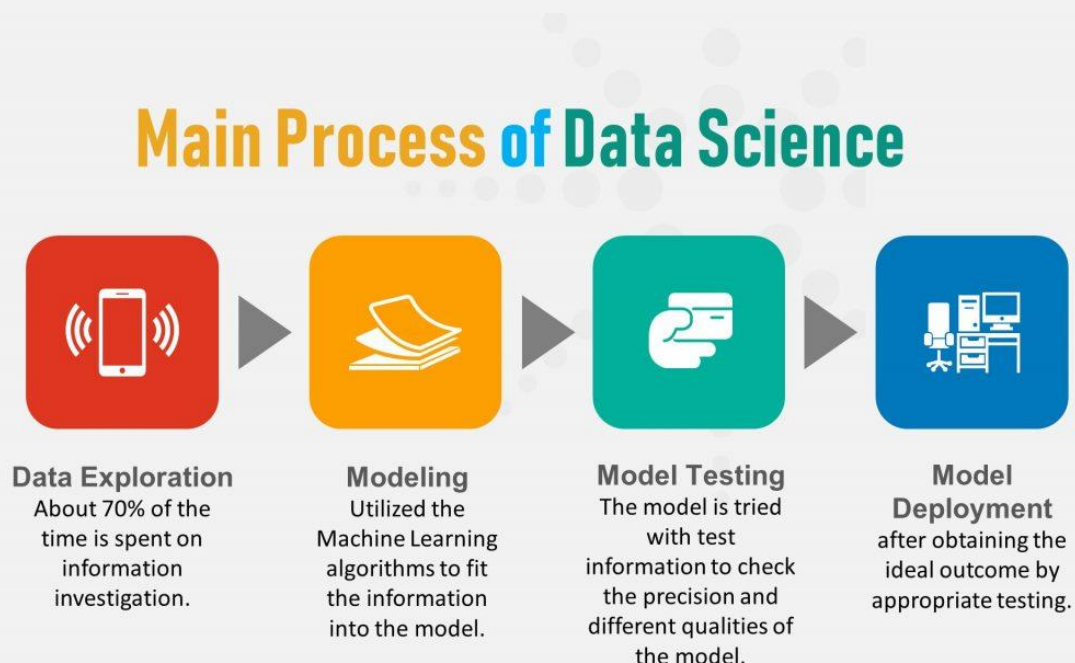 Main Process of Data Science
Data Exploration
About 70% of the
time is spent on
information
investigation.
Modeling
Utilized the
Machine Learning
algorithms to fit
the information
into the model.
Model Testing
The model is tried
with test
information to check
the precision and
different qualities of
the model.
Model
Deployment
after obtaining the
ideal outcome by
appropriate testing.